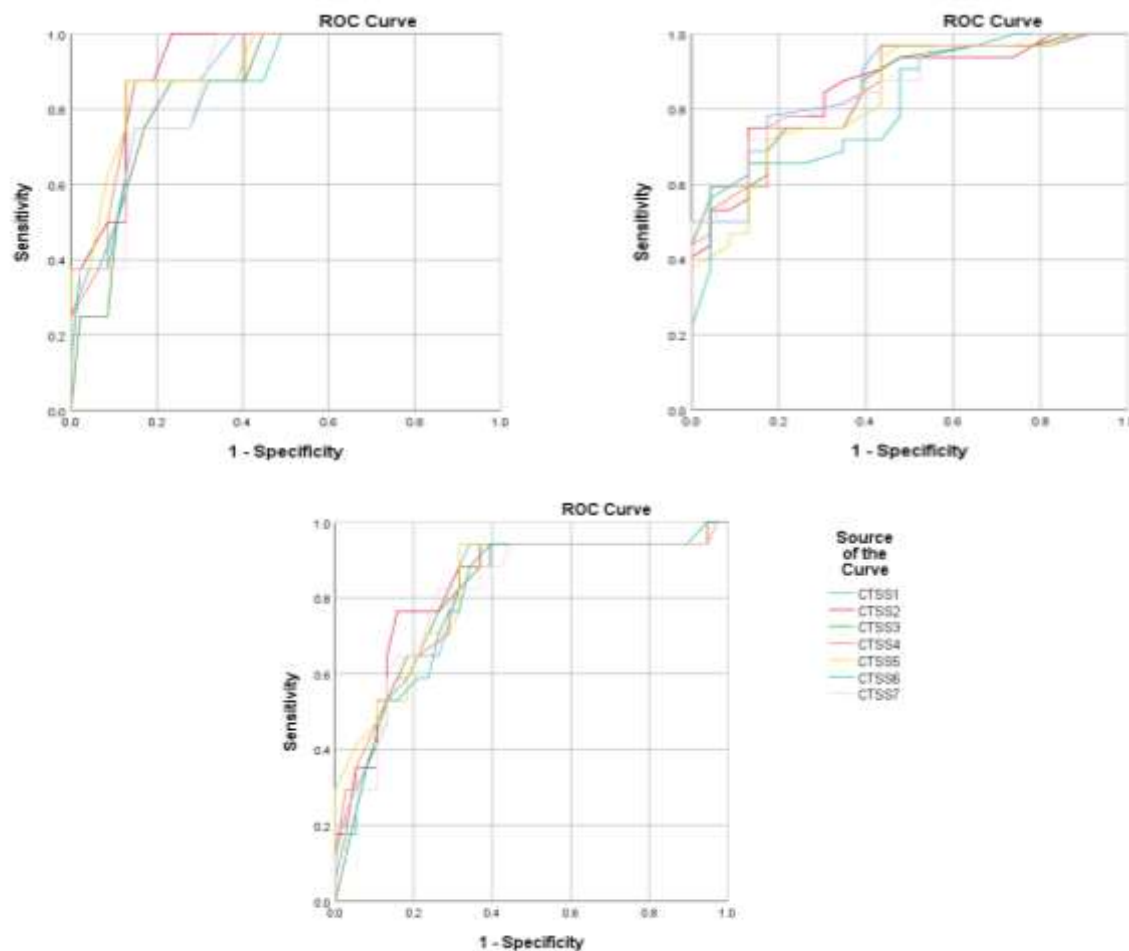 ROC Curve
1.0
0.8
0.6
0.4
0.2
0.0
Sensitivity
0.0 0.2 0.4 0.6 0.8 1.0
1 - Specificity
ROC Curve
1.0
0.8
0.6
0.4
0.2
0.0
Sensitivity
0.0 0.2 0.4 0.6 0.8 1.0
1 - Specificity
ROC Curve
1.0
0.8
0.6
0.4
0.2
0.0
Sensitivity
0.0 0.2 0.4 0.6 0.8 1.0
1 - Specificity
Source
of the
Curve
CTSS1
CTSS2
CTSS3
CTSS4
CTSS5
CTSS6
CTSS7